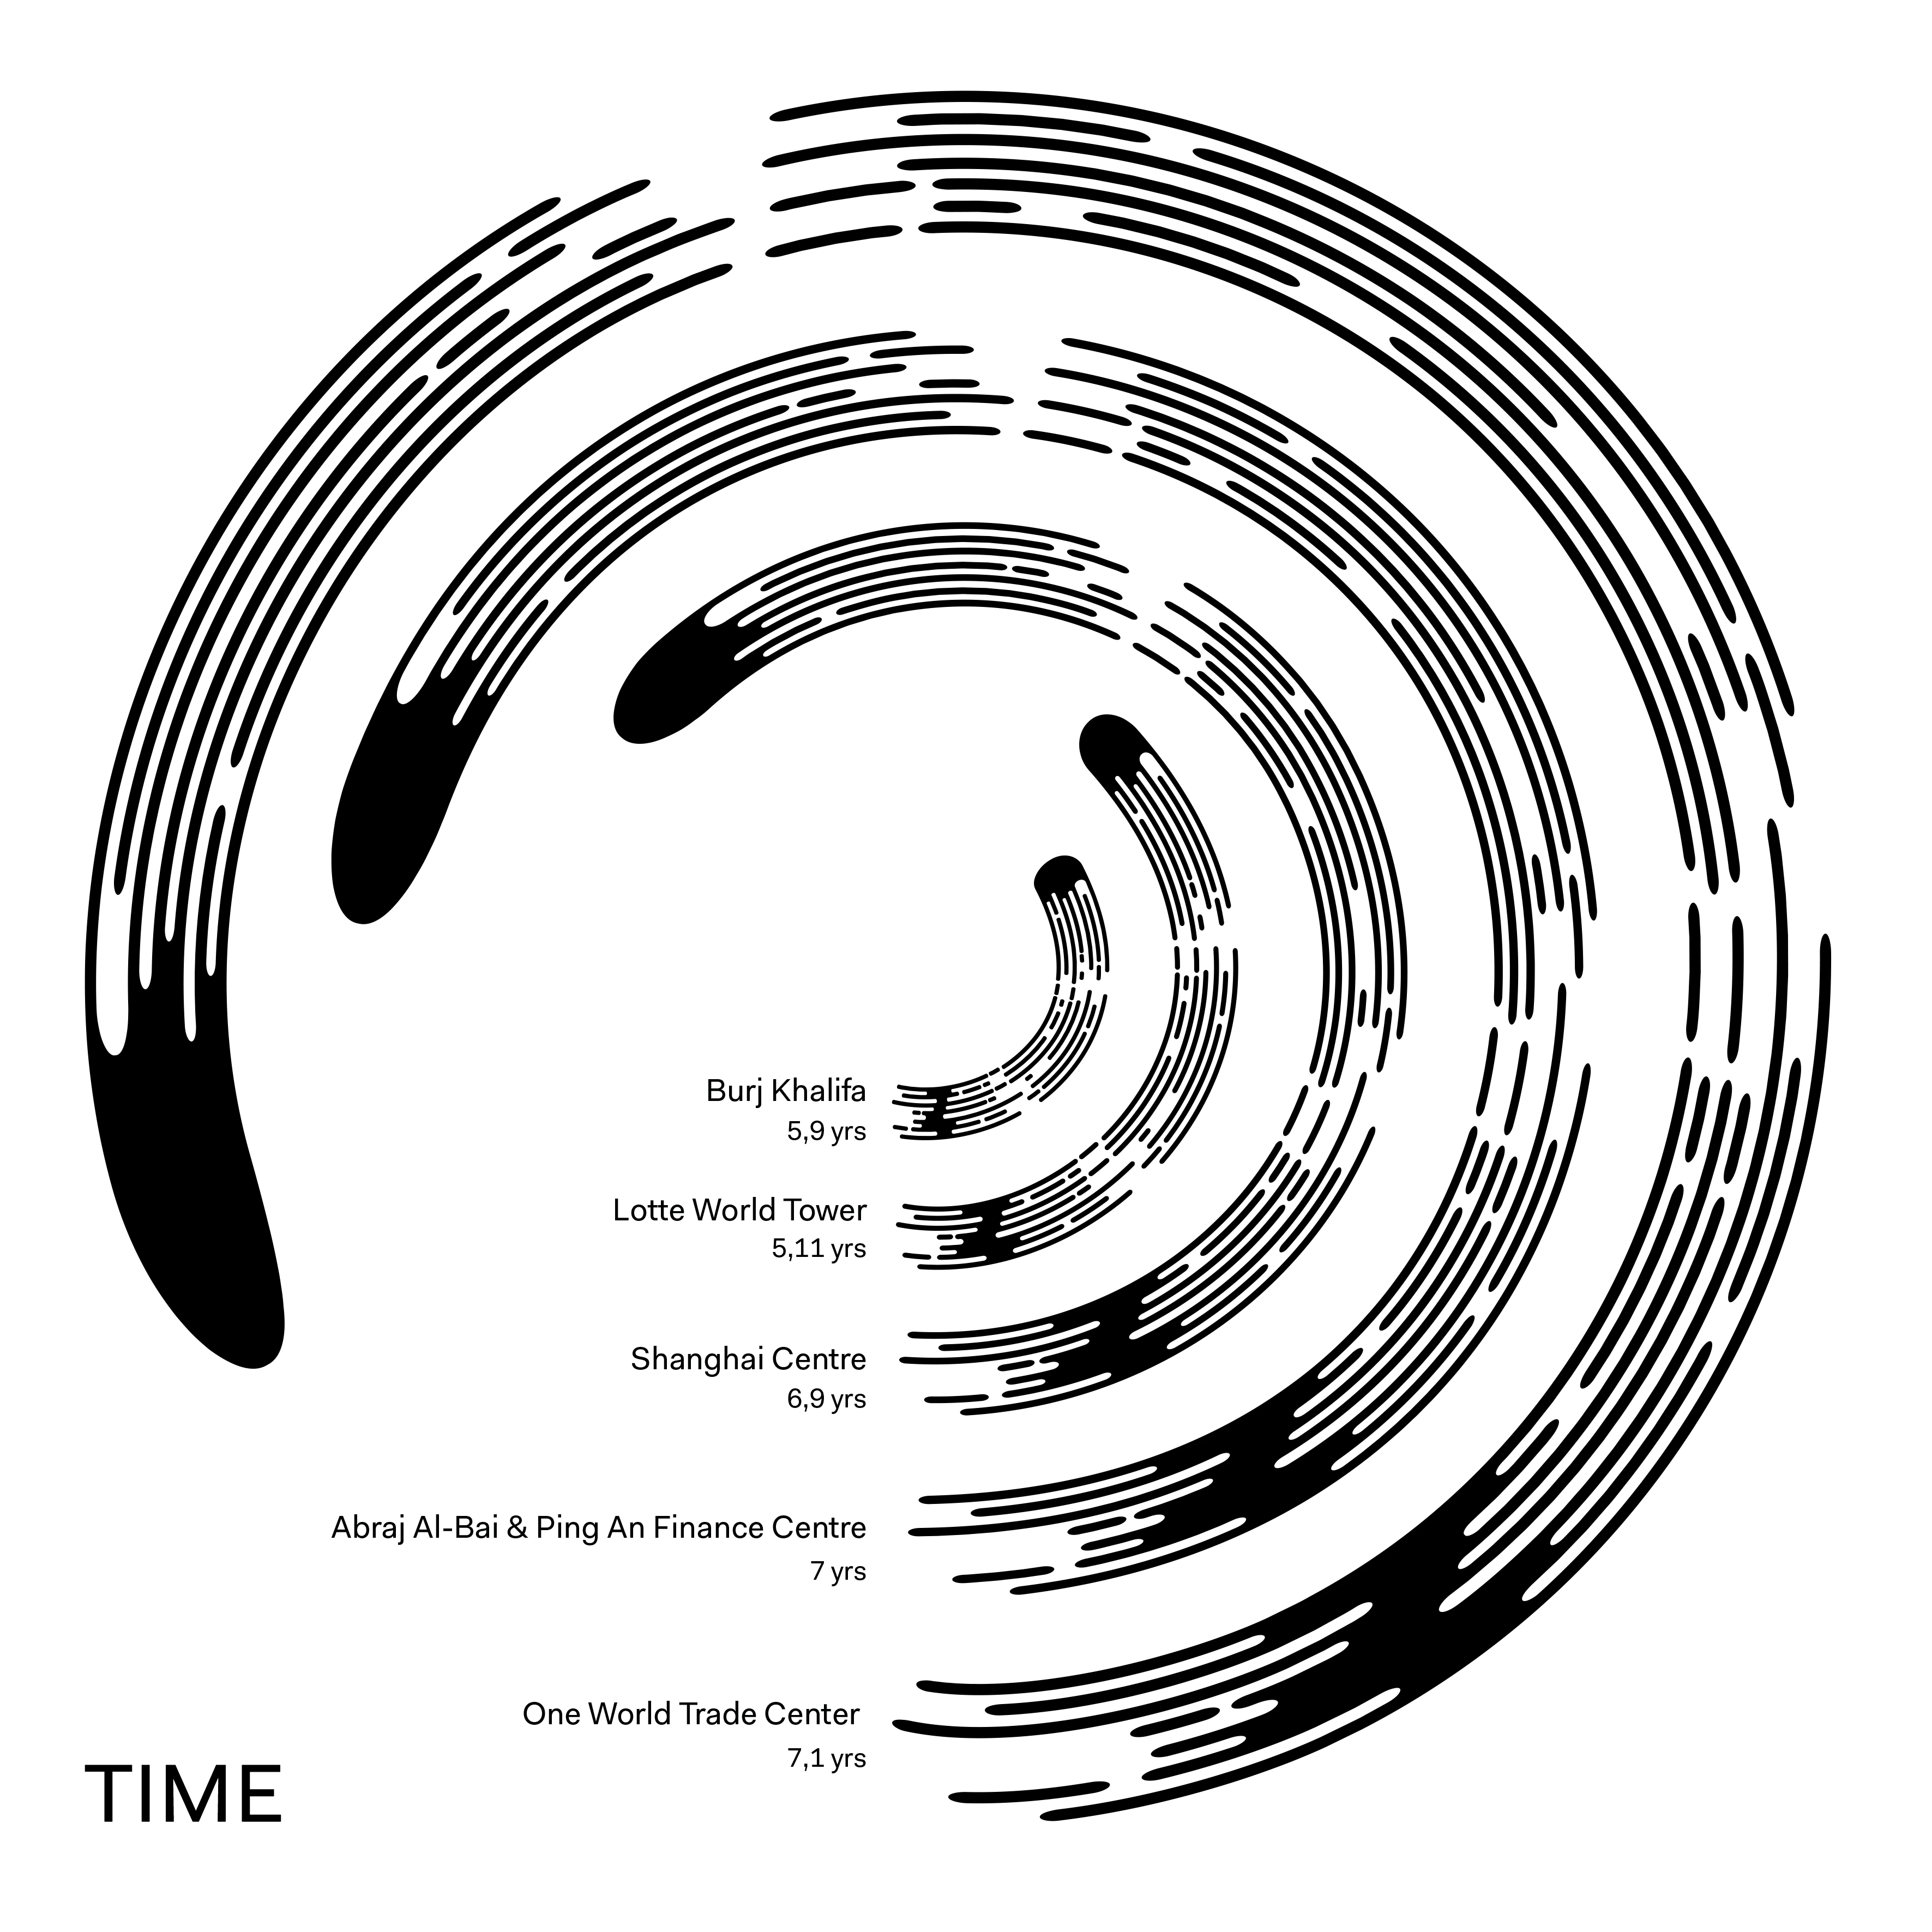 Burj Khalifa
5,9 yrs
Lotte World Tower
5,11 yrs
Shanghai Centre
6,9 yrs
Abraj Al-Bai & Ping An Finance Centre
7 yrs
One World Trade Center
7,1 yrs
TIME